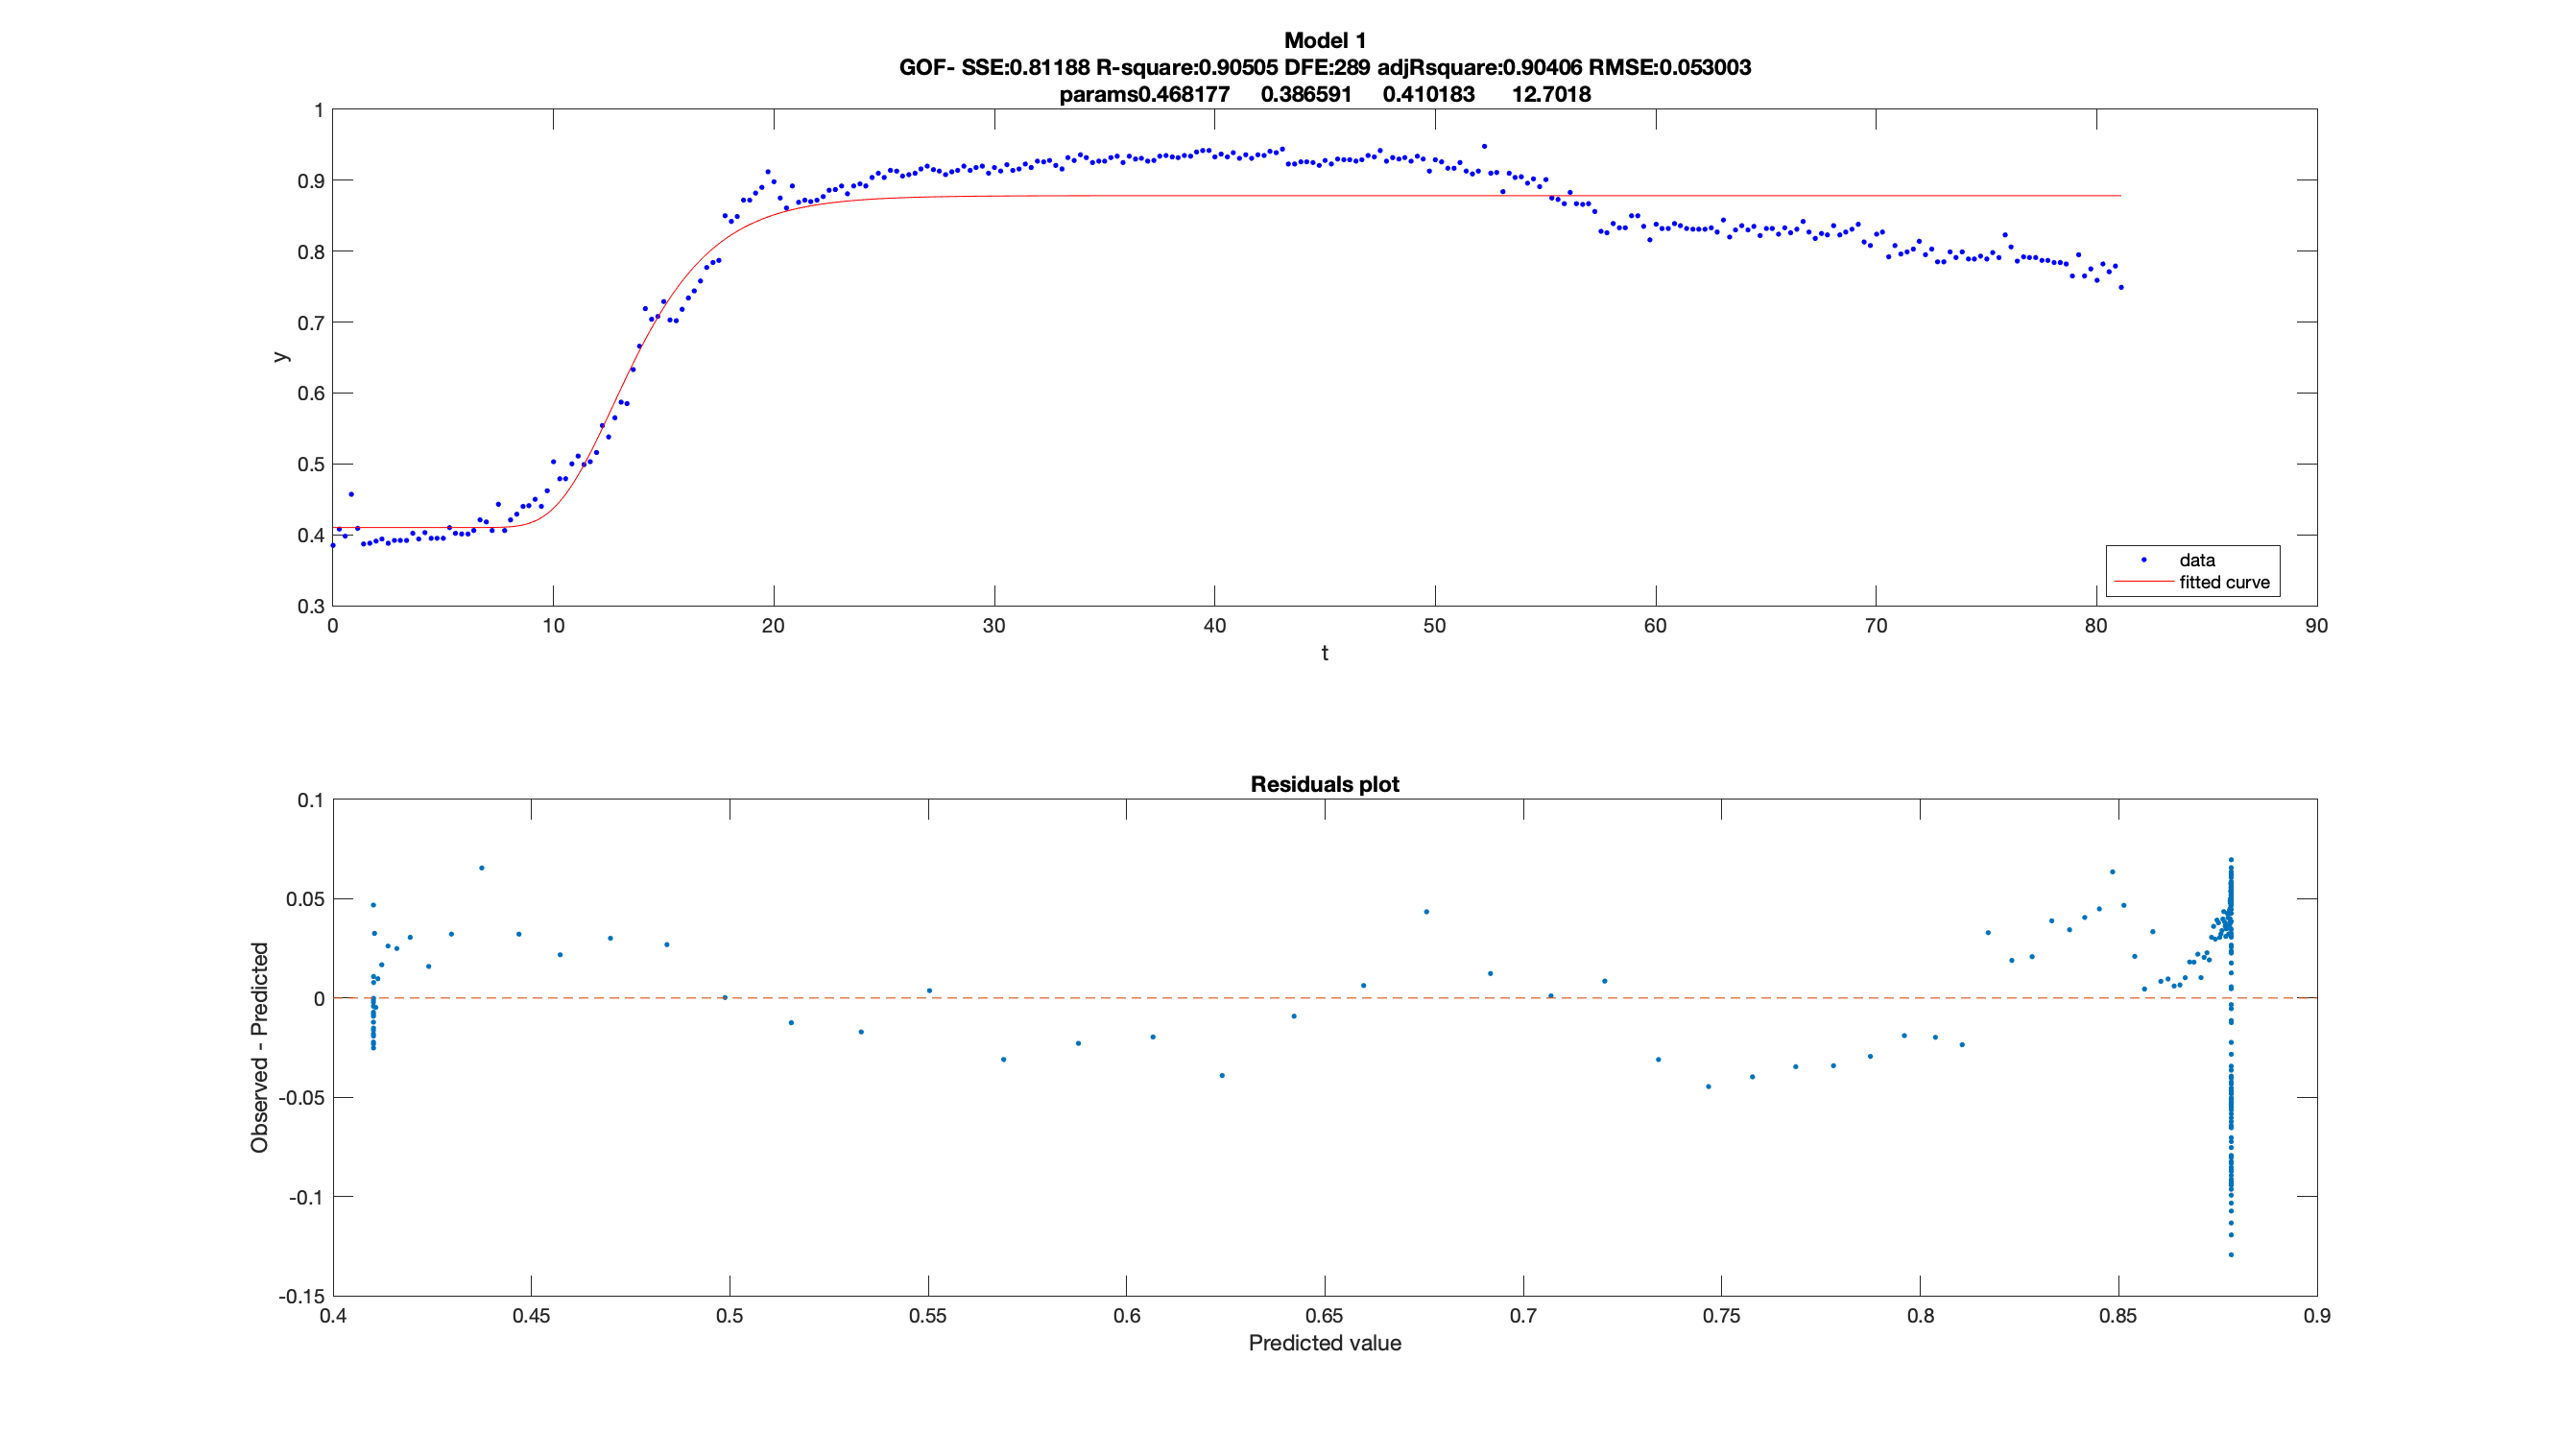 Model 1
GOF- SSE:0.81188 R-square:0.90505 DFE:289 adjRsquare:0.90406 RMSE:0.053003
params0.468177 0.386591 0.410183 12.7018
1
0.9
0.8
0.7
0.6
0.5
0.4
0.3
y
0 10 20 30 40 50 60 70 80 90
t
data
fitted curve
Residuals plot
0.1
0.05
0
-0.05
-0.1
-0.15
Observed - Predicted
0.4 0.45 0.5 0.55 0.6 0.65 0.7 0.75 0.8 0.85 0.9
Predicted value